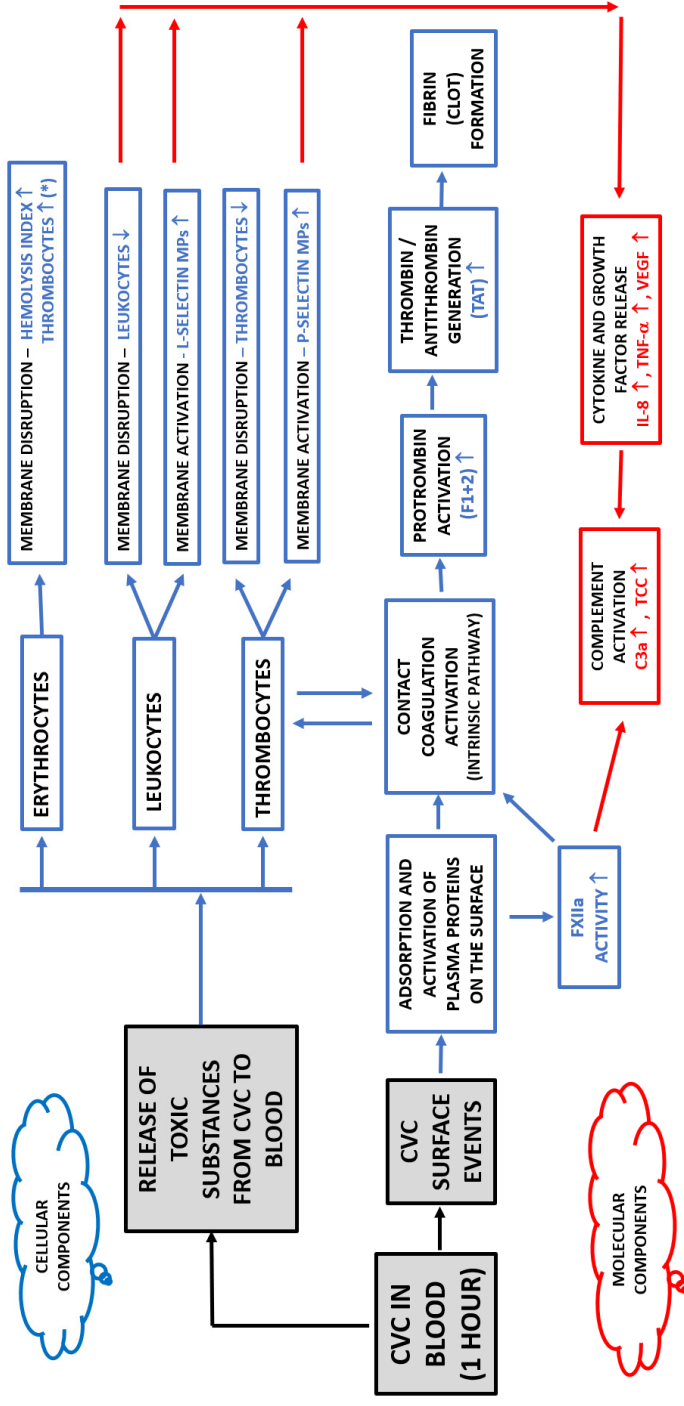 CELLULAR
COMPONENTS
RELEASE OF
TOXIC
SUBSTANCES
FROM CVC TO
BLOOD
CVC IN
BLOOD
(1 HOUR)
CVC
SURFACE
EVENTS
MOLECULAR
COMPONENTS
ERYTHROCYTES
LEUKOCYTES
THROMBOCYTES
MEMBRANE DISRUPTION – HEMOLYSIS INDEX ↑
THROMBOCYTES ↑ (*)
MEMBRANE DISRUPTION – LEUKOCYTES ↓
MEMBRANE ACTIVATION - L-SELECTIN MPs ↑
MEMBRANE DISRUPTION – THROMBOCYTES ↓
MEMBRANE ACTIVATION – P-SELECTIN MPs ↑
ADSORPTION AND
ACTIVATION OF
PLASMA PROTEINS
ON THE SURFACE
CONTACT
COAGULATION
ACTIVATION
(INTRINSIC PATHWAY)
PROTROMBIN
ACTIVATION
(F1+2) ↑
THROMBIN /
ANTITHROMBIN
GENERATION
(TAT) ↑
FIBRIN
(CLOT)
FORMATION
FXIIa
ACTIVITY ↑
COMPLEMENT
ACTIVATION
C3a ↑ , TCC ↑
CYTOKINE AND GROWTH
FACTOR RELEASE
IL-8 ↑ , TNF-α ↑ , VEGF ↑